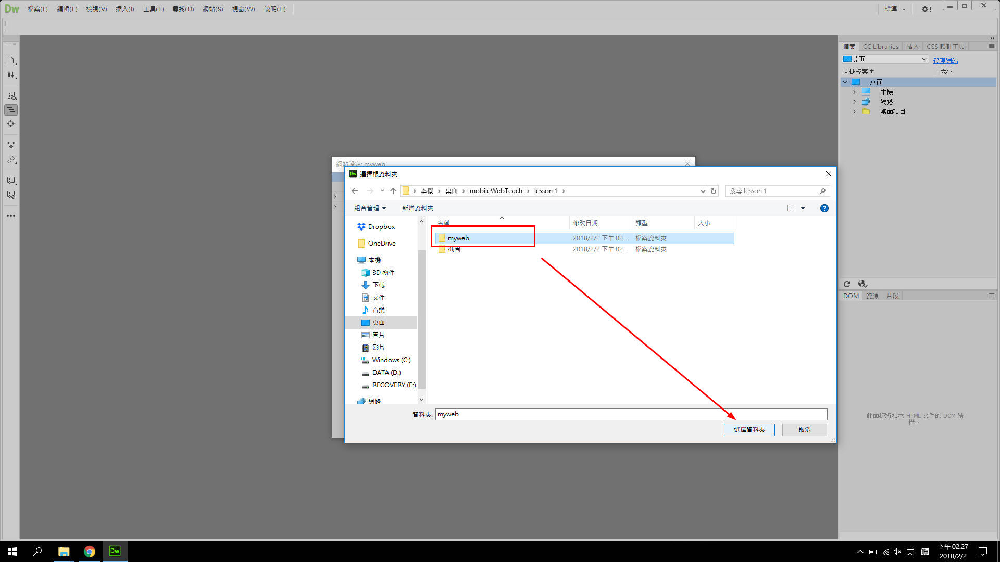 Dw 檔案(F) 編輯(E) 檢視(V) 插入(I) 工具(T) 尋找(D) 網站(S) 視窗(W) 說明(H) 標準
檔案 CC Libraries 插入 CSS 設計工具
桌面 管理網站
本機檔案 大小
桌面
本機
網路
桌面項目
DOM 資源 片段
此面板將顯示 HTML 文件的 DOM 結
構。
網站設定: myweb
Dw 選擇根資料夾
本機 桌面 mobileWebTeach lesson 1 搜尋 lesson 1
組合管理 新增資料夾
Dropbox
OneDrive
本機
3D 物件
下載
文件
音樂
桌面
圖片
影片
Windows (C:)
DATA (D:)
RECOVERY (E:)
網路
名稱 修改日期 類型 大小
myweb 2018/2/2 下午 02... 檔案資料夾
截圖 2018/2/2 下午 02... 檔案資料夾
資料夾: myweb
選擇資料夾 取消
Dw 英 下午 02:27
2018/2/2